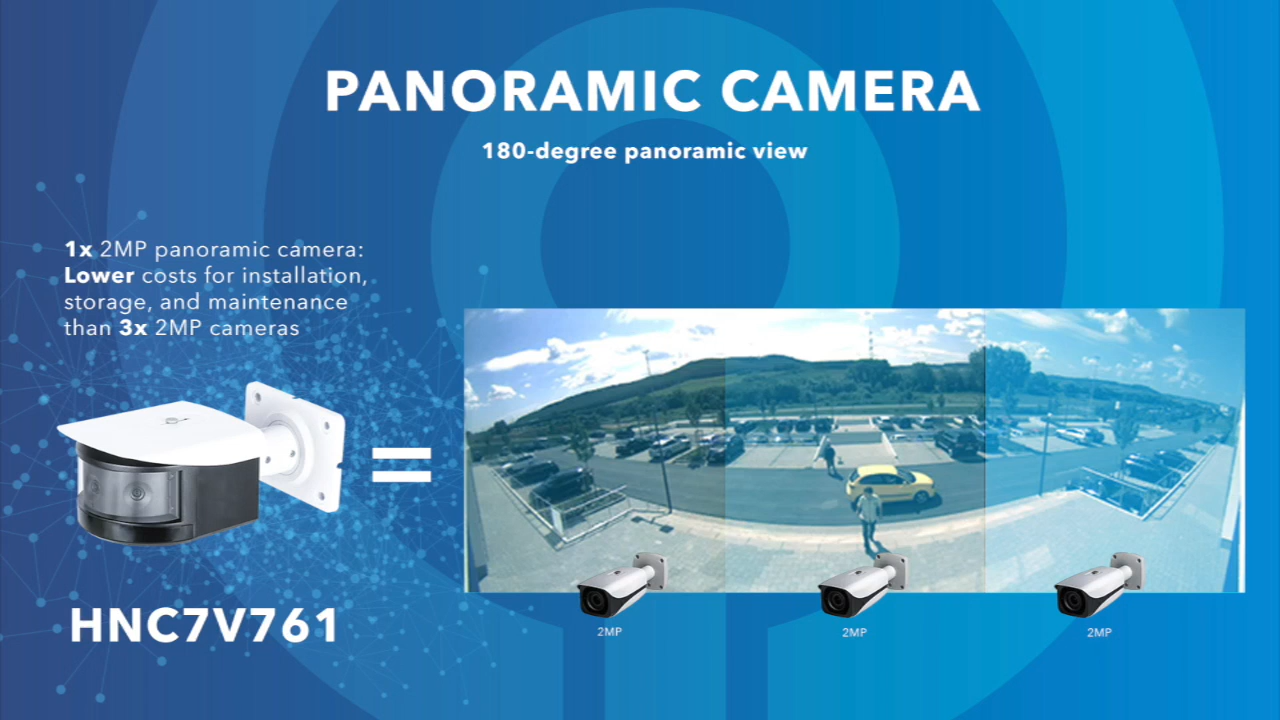 PANORAMIC CAMERA
180-degree panoramic view
1x 2MP panoramic camera:
Lower costs for installation,
storage, and maintenance
than 3x 2MP cameras
HNC7V761
2MP
2MP
2MP